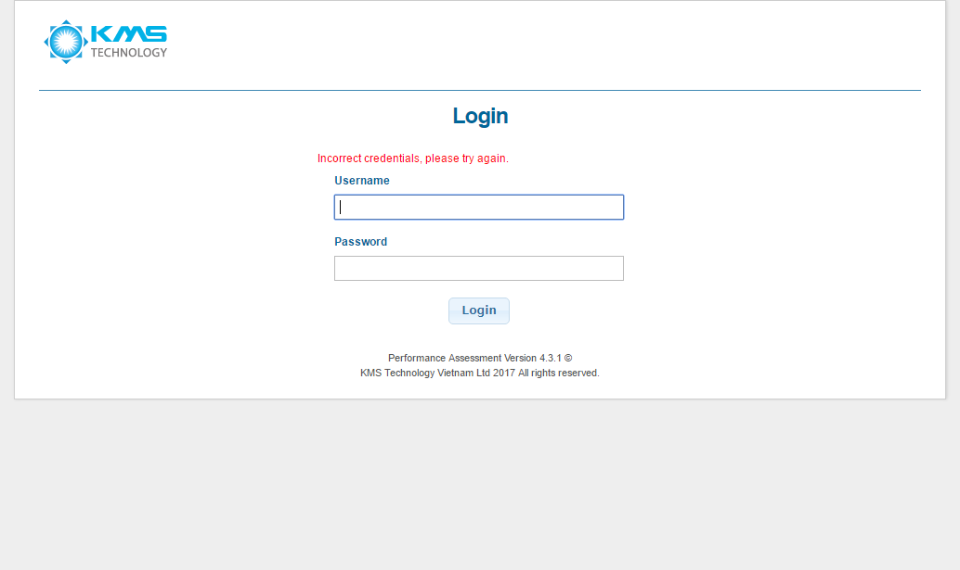 KMS
TECHNOLOGY
Login
Incorrect credentials, please try again.
Username
Password
Login
Performance Assessment Version 4.3.1 ©
KMS Technology Vietnam Ltd 2017 All rights reserved.